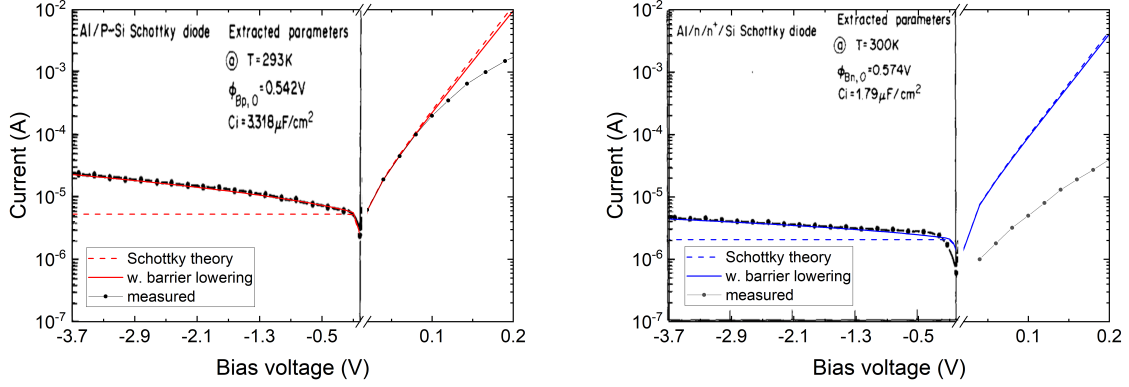 10⁻²
10⁻³
10⁻⁴
10⁻⁵
10⁻⁶
10⁻⁷
Current (A)
Al/P-Si Schottky diode
Extracted parameters
@ T=293K
ϕBp,O =0.542V
Ci=3.318μF/cm²
Schottky theory
w. barrier lowering
measured
-3.7 -2.9 -2.1 -1.3 -0.5 0.1 0.2
Bias voltage (V)
10⁻²
10⁻³
10⁻⁴
10⁻⁵
10⁻⁶
10⁻⁷
Current (A)
Al/n/n⁺/Si Schottky diode
Extracted parameters
@ T=300K
ϕBn,O =0.574V
Ci=1.79μF/cm²
Schottky theory
w. barrier lowering
measured
-3.7 -2.9 -2.1 -1.3 -0.5 0.1 0.2
Bias voltage (V)